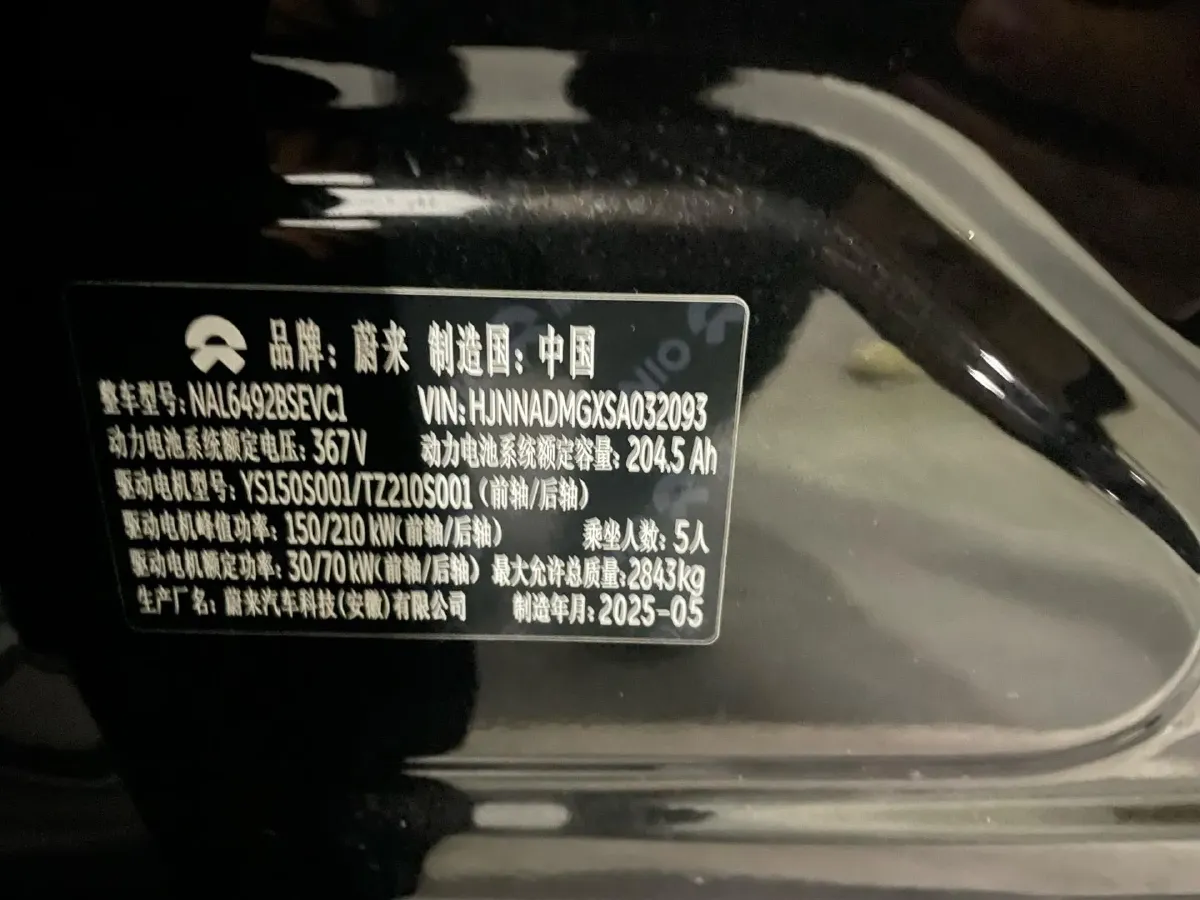 品牌：蔚来 制造国：中国
整车型号：NAL6492BSEVC1 VIN：HJNNADMGXSA032093
动力电池系统额定电压：367V 动力电池系统额定容量：204.5 Ah
驱动电机型号：YS150S001/TZ210S001（前轴/后轴）
驱动电机峰值功率：150/210 kW（前轴/后轴） 乘坐人数：5人
驱动电机额定功率：30/70 kW（前轴/后轴） 最大允许总质量：2843kg
生产厂名：蔚来汽车科技（安徽）有限公司 制造年月：2025-05
NIO